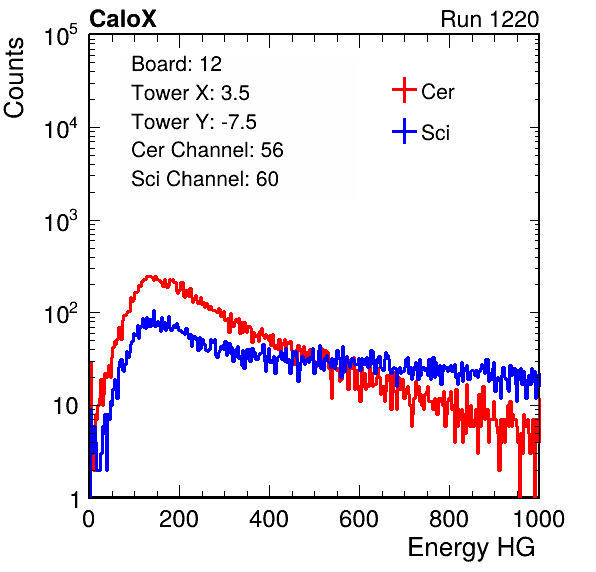 CaloX Run 1220
Board: 12
Tower X: 3.5
Tower Y: -7.5
Cer Channel: 56
Sci Channel: 60
Cer
Sci
Counts
10^5
10^4
10^3
10^2
10
1
0 200 400 600 800 1000
Energy HG